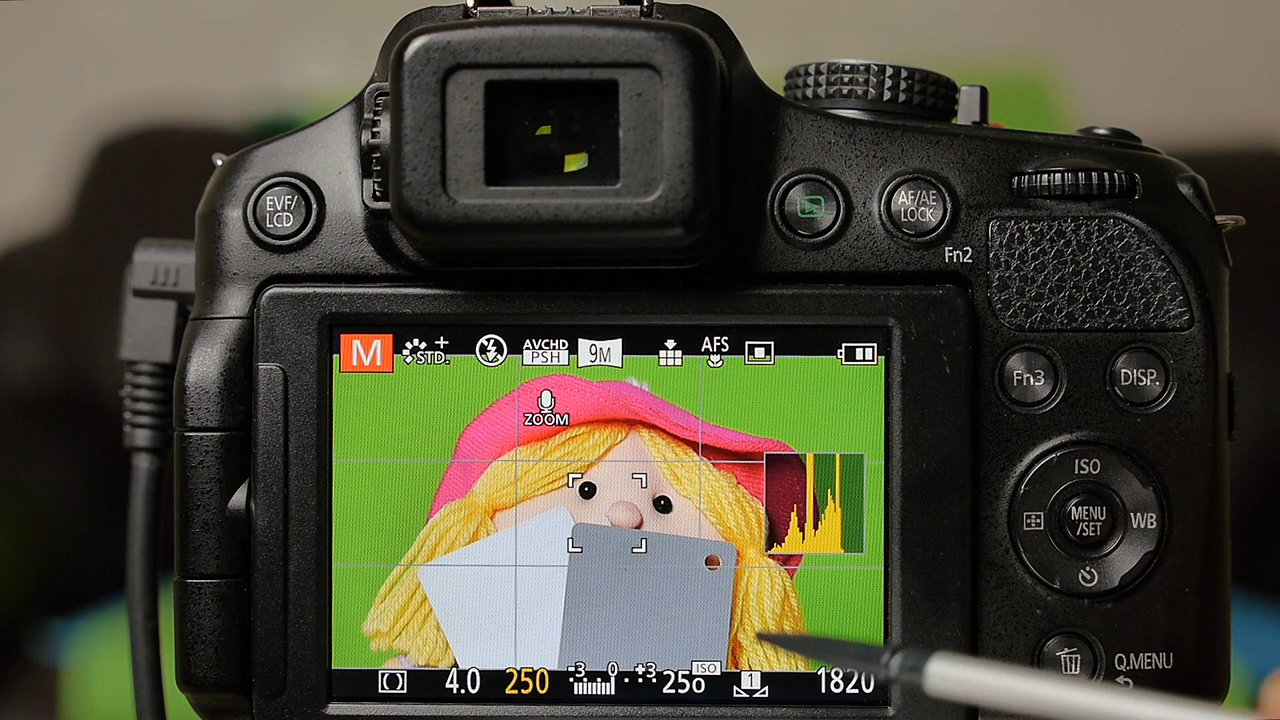 EVF/
LCD
AF/AE
LOCK
Fn2
M
STD.
AVCHD
PSH
9M
AFS
ZOOM
Fn3
DISP.
ISO
MENU
/SET
WB
4.0
250
-3
0
+3
ISO
250
1
1820
Q.MENU